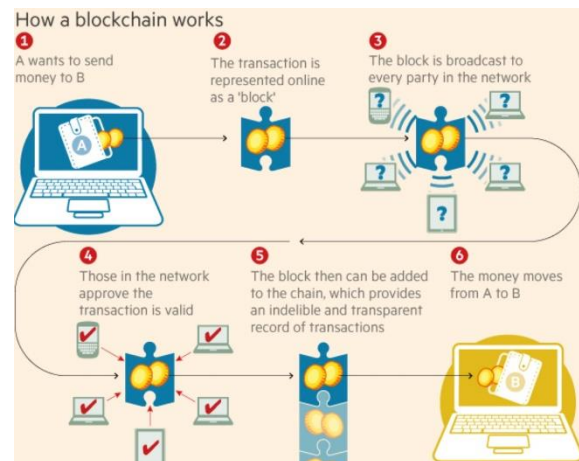 How a blockchain works
1
A wants to send
money to B
A
2
The transaction is
represented online
as a 'block'
3
The block is broadcast to
every party in the network
?
?
?
?
?
4
Those in the network
approve the
transaction is valid
5
The block then can be added
to the chain, which provides
an indelible and transparent
record of transactions
6
The money moves
from A to B
B